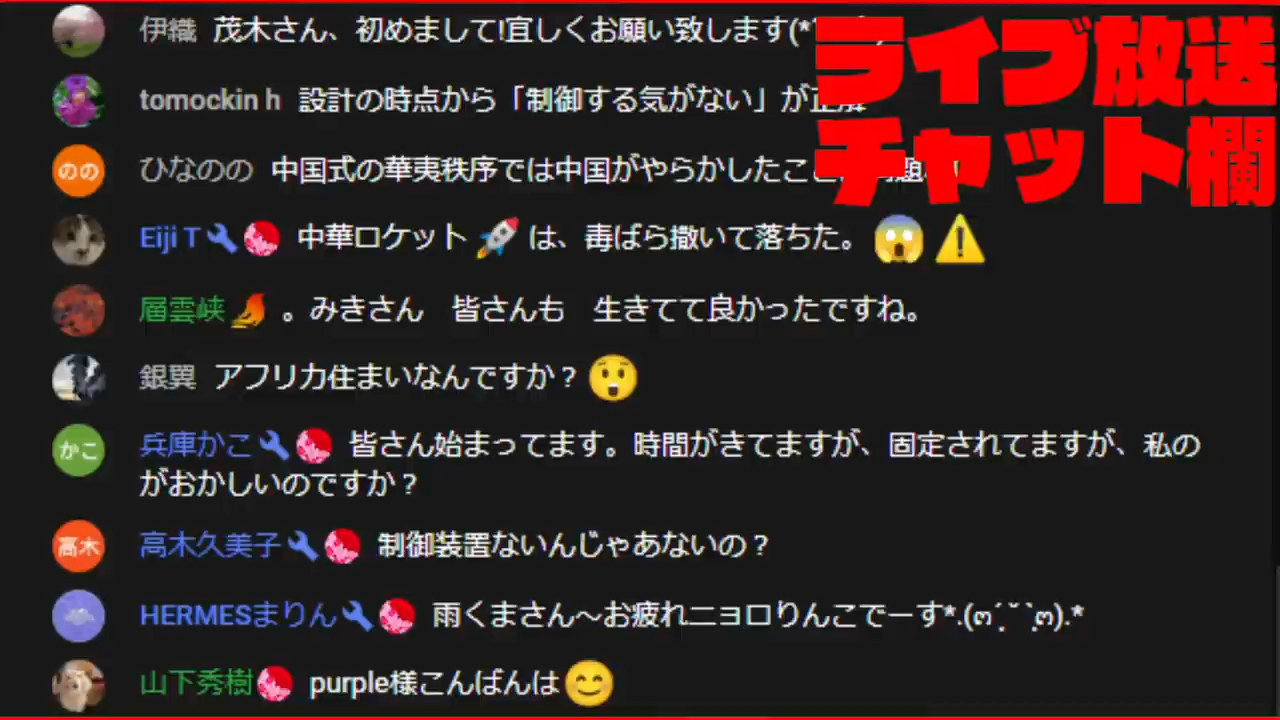 伊織 茂木さん、初めまして!宜しくお願い致します(*
ライブ放送
チャット欄
tomockin h 設計の時点から「制御する気がない」が正解
のの ひなのの 中国式の華夷秩序では中国がやらかしたこ
Eiji T 中華ロケット🚀は、毒ばら撒いて落ちた。😱⚠️
層雲峡 。みきさん 皆さんも 生きてて良かったですね。
銀翼 アフリカ住まいなんですか?😲
かこ 兵庫かこ 皆さん始まってます。時間がきてますが、固定されてますが、私の
がおかしいのですか?
高木 高木久美子 制御装置ないんじゃあないの?
HERMESまりん 雨くまさん〜お疲れニョロりんこでーす*.(ო ̖́˘ ̖̀ო).*
山下秀樹 purple様こんばんは😊